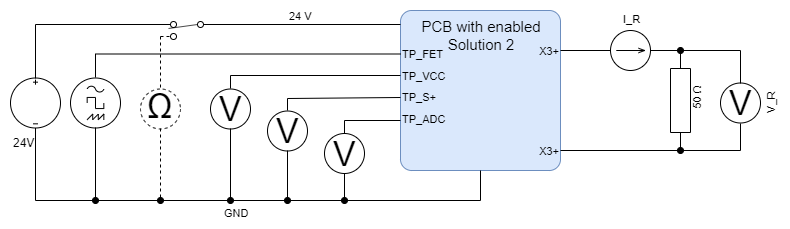 24 V
PCB with enabled
Solution 2
I_R
TP_FET
X3+
TP_VCC
TP_S+
TP_ADC
Ω
V
V
V
50 Ω
V
V_R
24V
X3+
GND